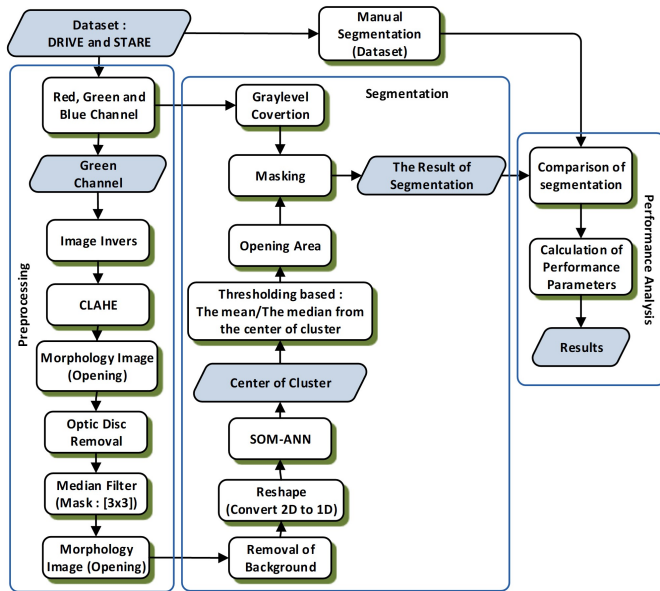 Dataset :
DRIVE and STARE
Manual
Segmentation
(Dataset)
Preprocessing
Red, Green and
Blue Channel
Green
Channel
Image Invers
CLAHE
Morphology Image
(Opening)
Optic Disc
Removal
Median Filter
(Mask : [3x3])
Morphology
Image (Opening)
Segmentation
Graylevel
Covertion
Masking
Opening Area
Thresholding based :
The mean/The median from
the center of cluster
Center of Cluster
SOM-ANN
Reshape
(Convert 2D to 1D)
Removal of
Background
The Result of
Segmentation
Performance Analysis
Comparison of
segmentation
Calculation of
Performance
Parameters
Results